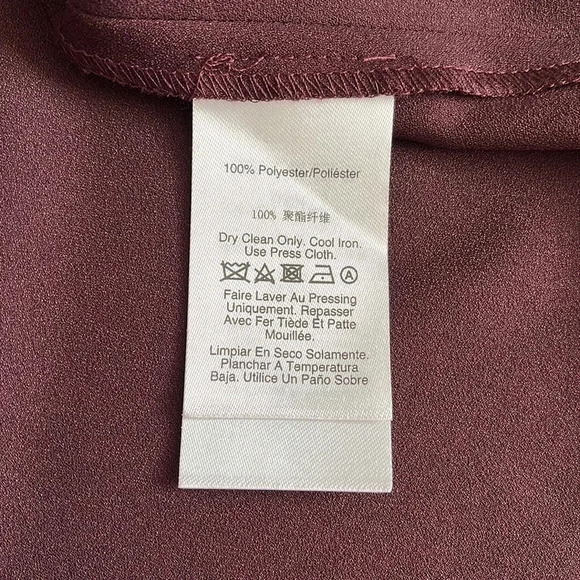 100% Polyester/Poliéster
100% 聚酯纤维
Dry Clean Only. Cool Iron.
Use Press Cloth.
A
Faire Laver Au Pressing
Uniquement. Repasser
Avec Fer Tiède Et Patte
Mouillée.
Limpiar En Seco Solamente.
Planchar A Temperatura
Baja. Utilice Un Paño Sobre